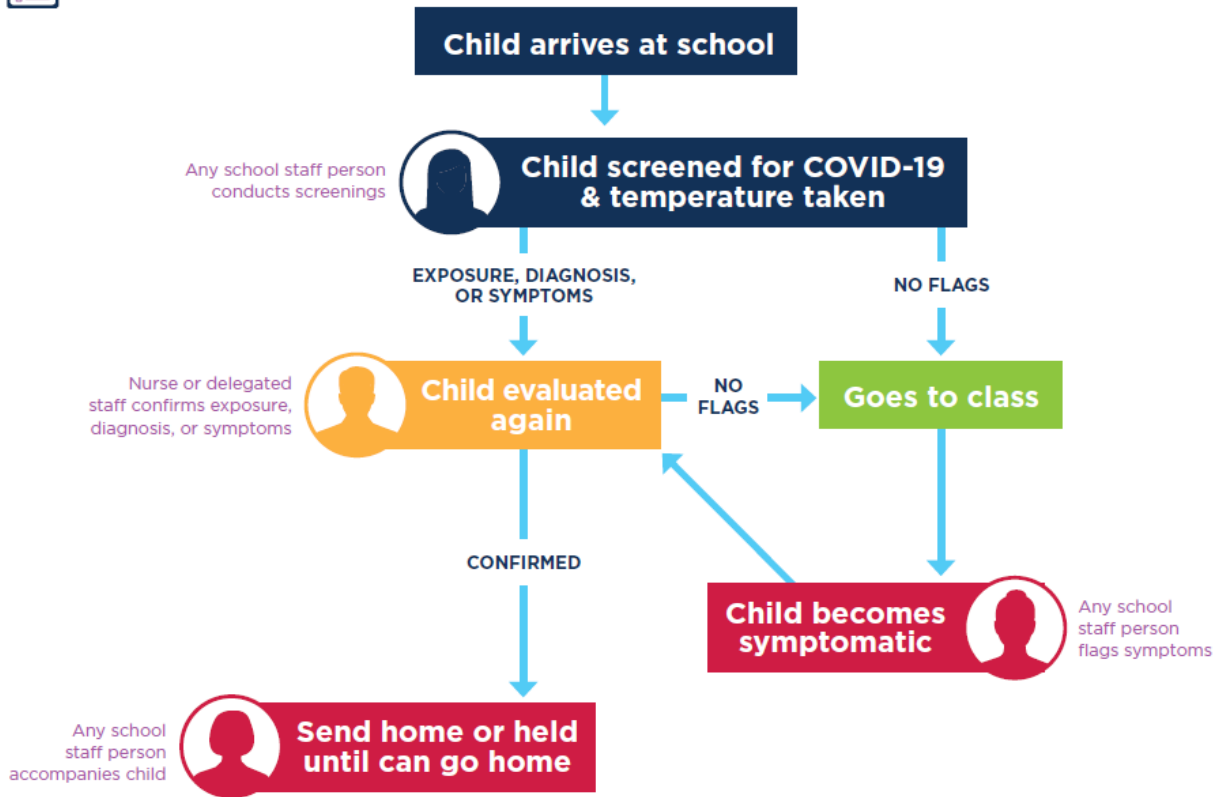 Child arrives at school
Any school staff person
conducts screenings
Child screened for COVID-19
& temperature taken
EXPOSURE, DIAGNOSIS,
OR SYMPTOMS
NO FLAGS
Nurse or delegated
staff confirms exposure,
diagnosis, or symptoms
Child evaluated
again
NO
FLAGS
Goes to class
CONFIRMED
Child becomes
symptomatic
Any school
staff person
flags symptoms
Any school
staff person
accompanies child
Send home or held
until can go home